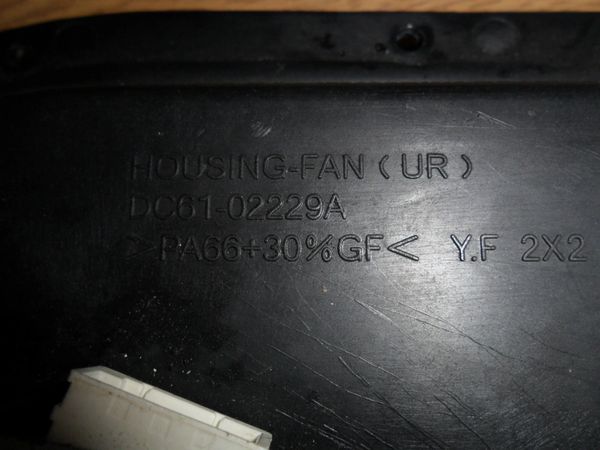 HOUSING-FAN (UR)
DC61-02229A
>PA66+30%GF< Y.F 2X2